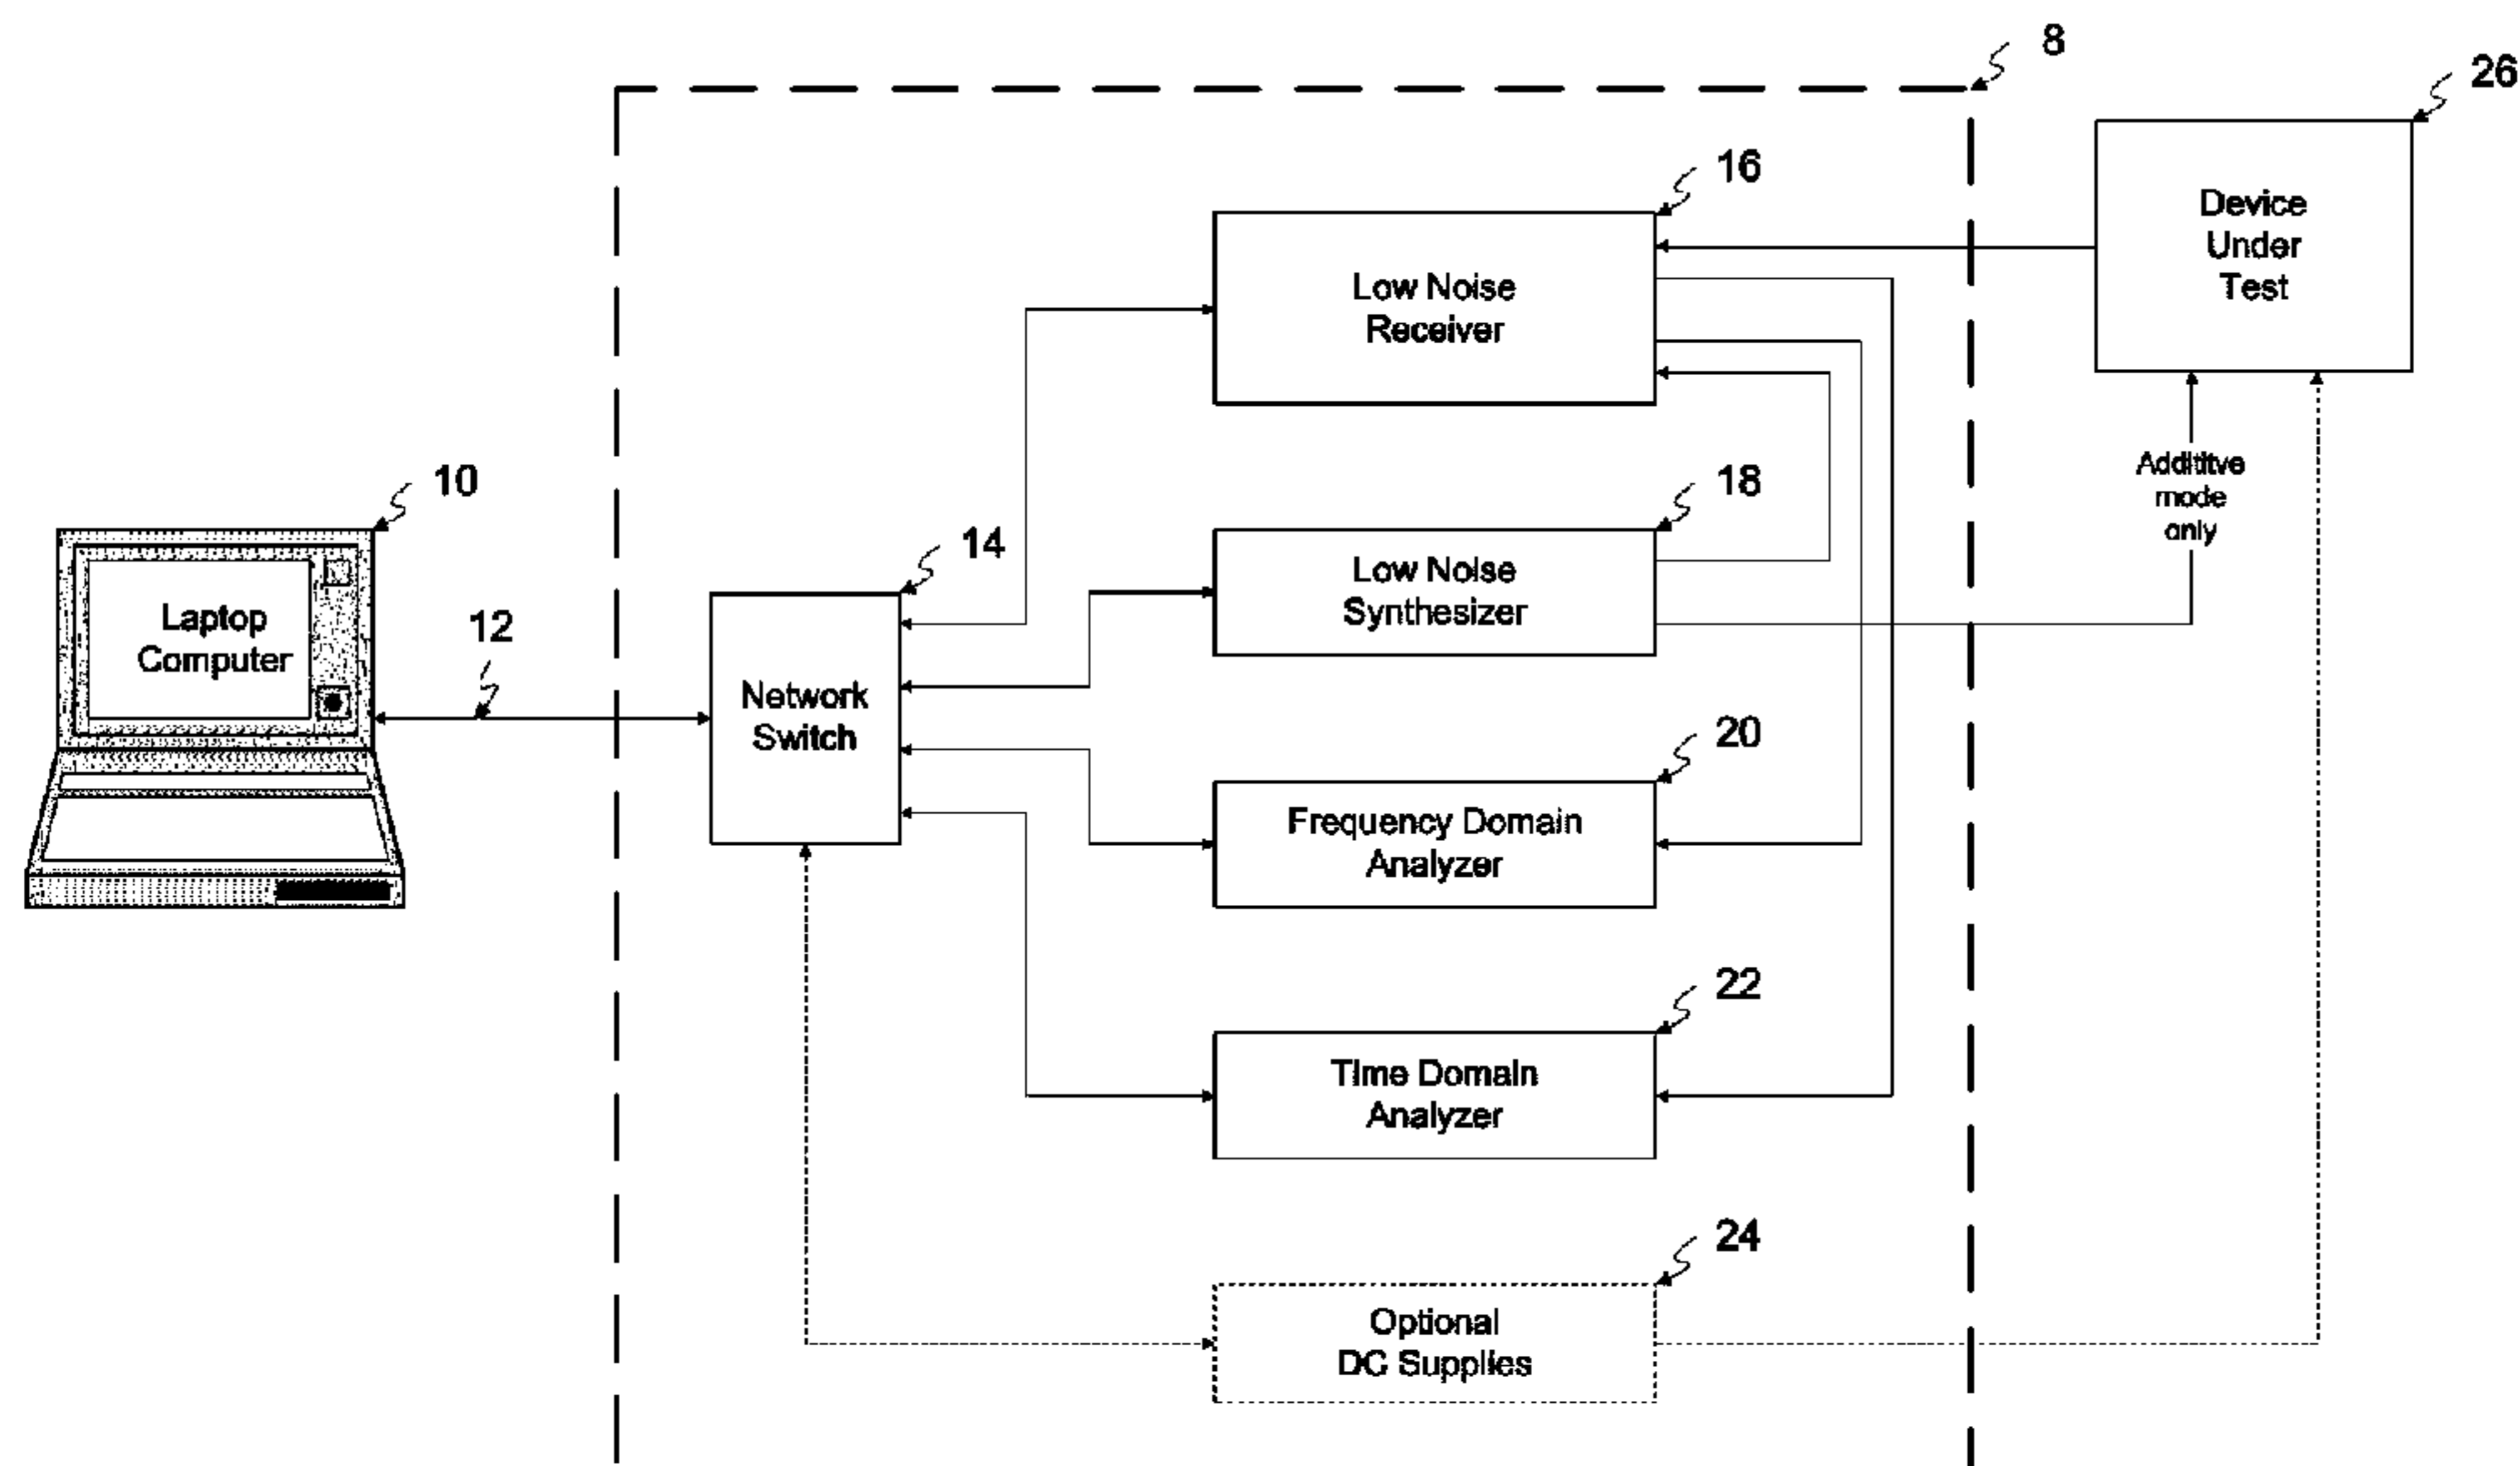 8
26
16
Device
Under
Test
Low Noise
Receiver
10
18
Addititve
mode
only
14
Low Noise
Synthesizer
Laptop
Computer
12
Network
Switch
20
Frequency Domain
Analyzer
22
Time Domain
Analyzer
24
Optional
DC Supplies